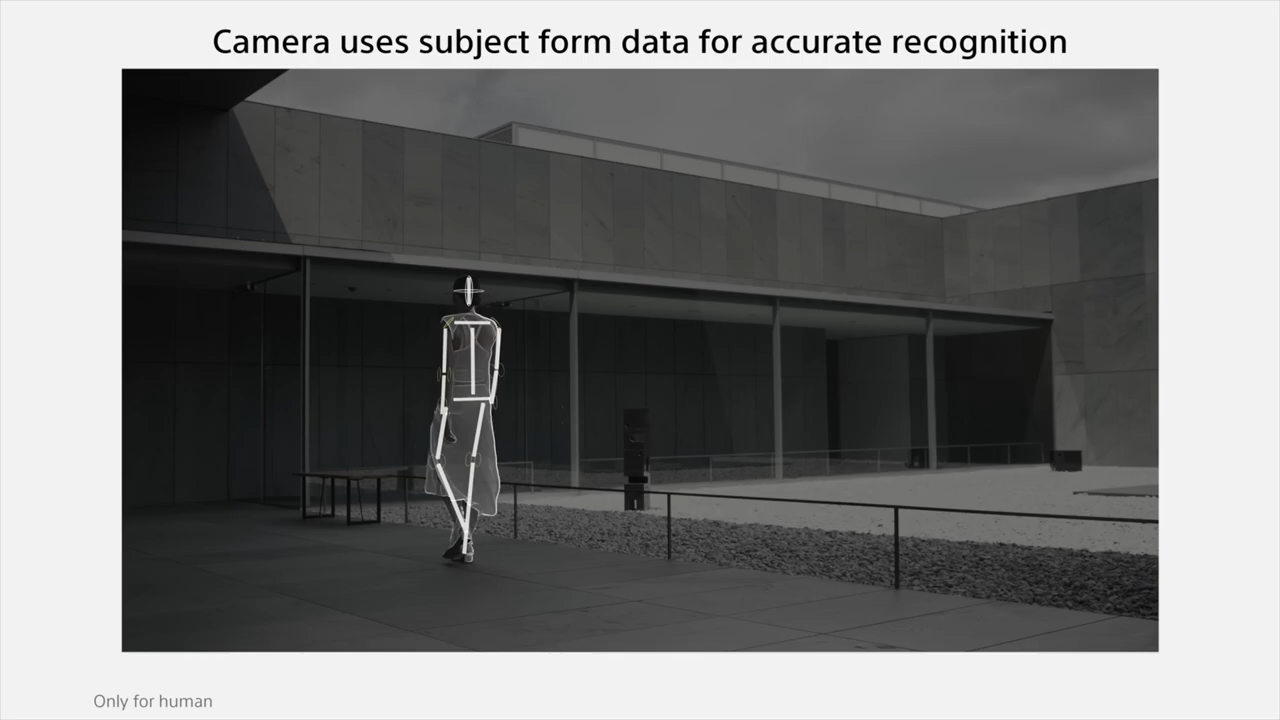 Camera uses subject form data for accurate recognition
Only for human